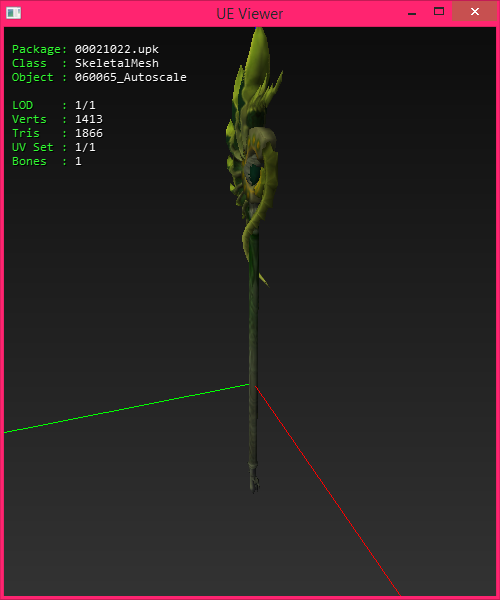 UE Viewer
Package: 00021022.upk
Class  : SkeletalMesh
Object : 060065_Autoscale
LOD    : 1/1
Verts  : 1413
Tris   : 1866
UV Set : 1/1
Bones  : 1